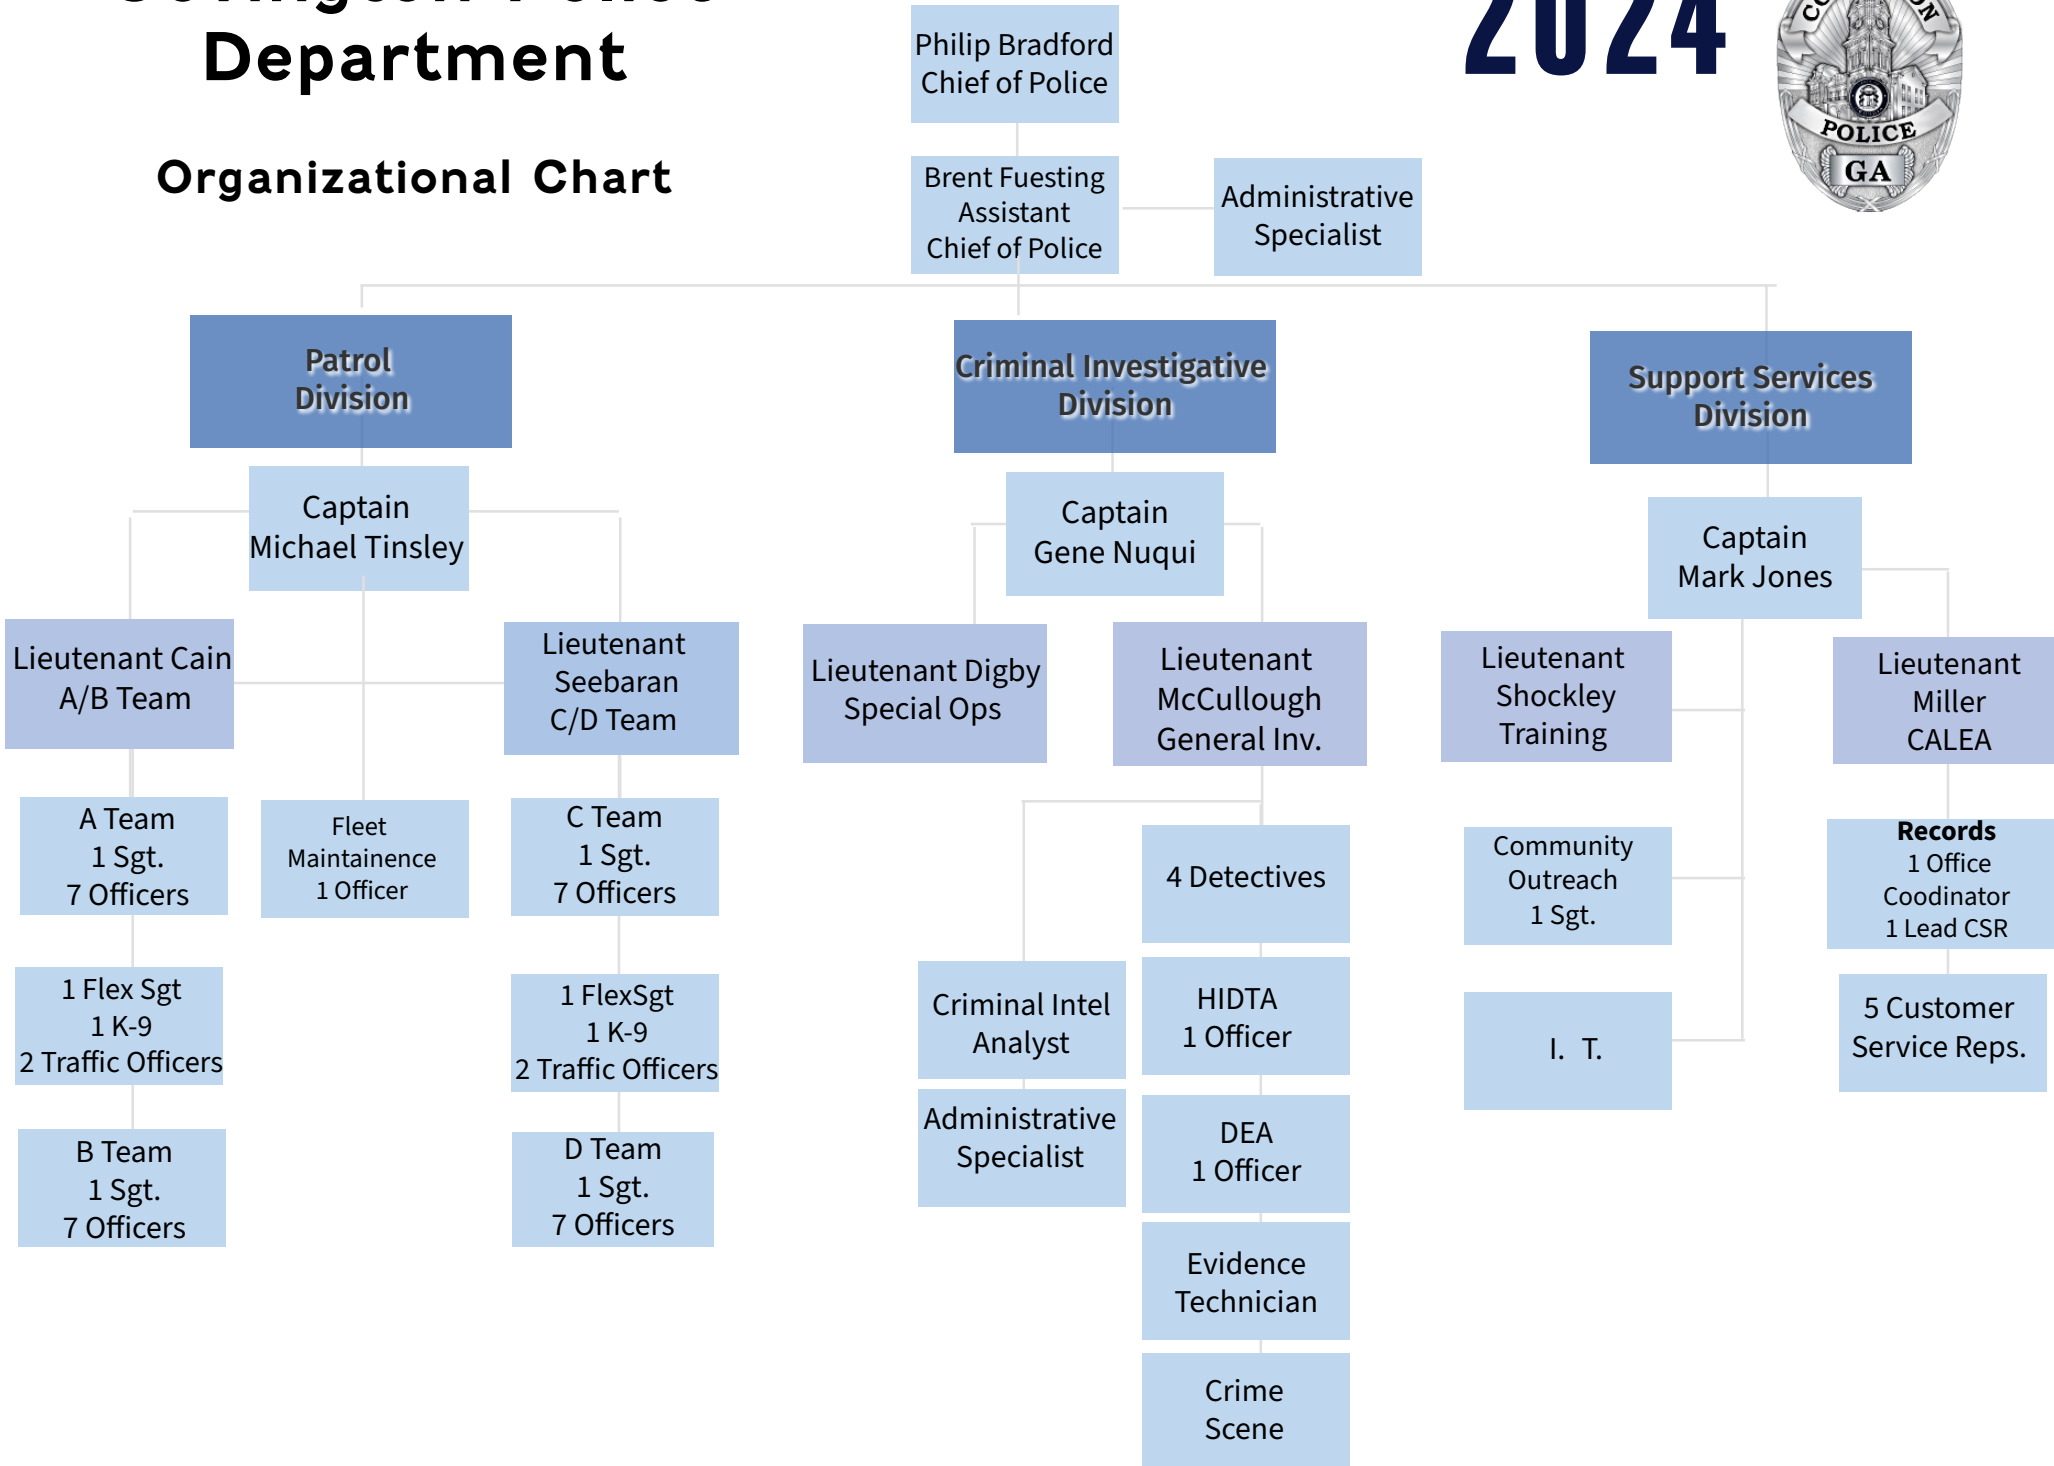 Covington Police
Department
Organizational Chart
2024
POLICE
GA
Philip Bradford
Chief of Police
Brent Fuesting
Assistant
Chief of Police
Administrative
Specialist
Patrol
Division
Captain
Michael Tinsley
Lieutenant Cain
A/B Team
Lieutenant
Seebaran
C/D Team
A Team
1 Sgt.
7 Officers
Fleet
Maintainence
1 Officer
C Team
1 Sgt.
7 Officers
1 Flex Sgt
1 K-9
2 Traffic Officers
1 FlexSgt
1 K-9
2 Traffic Officers
B Team
1 Sgt.
7 Officers
D Team
1 Sgt.
7 Officers
Criminal Investigative
Division
Captain
Gene Nuqui
Lieutenant Digby
Special Ops
Lieutenant
McCullough
General Inv.
4 Detectives
Criminal Intel
Analyst
Administrative
Specialist
HIDTA
1 Officer
DEA
1 Officer
Evidence
Technician
Crime
Scene
Support Services
Division
Captain
Mark Jones
Lieutenant
Shockley
Training
Lieutenant
Miller
CALEA
Community
Outreach
1 Sgt.
I. T.
Records
1 Office
Coodinator
1 Lead CSR
5 Customer
Service Reps.